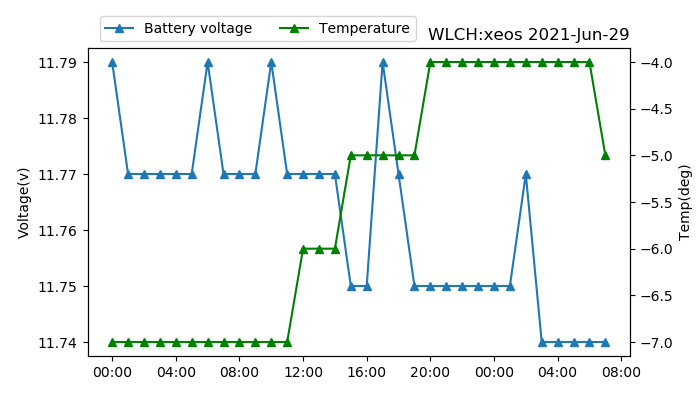 Battery voltage
Temperature
WLCH:xeos 2021-Jun-29
11.79
11.78
11.77
11.76
11.75
11.74
Voltage(v)
−4.0
−4.5
−5.0
−5.5
−6.0
−6.5
−7.0
Temp(deg)
00:00 04:00 08:00 12:00 16:00 20:00 00:00 04:00 08:00